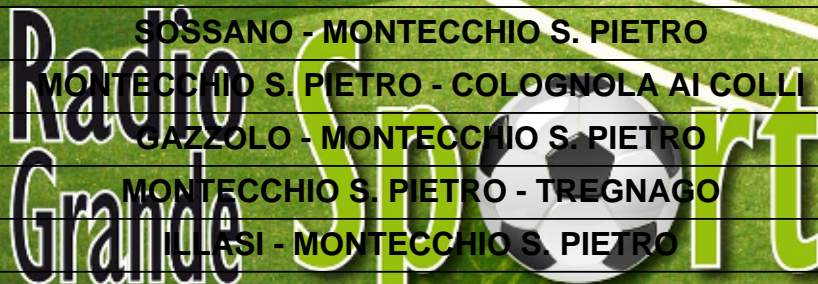 SOSSANO - MONTECCHIO S. PIETRO
MONTECCHIO S. PIETRO - COLOGNOLA AI COLLI
GAZZOLO - MONTECCHIO S. PIETRO
MONTECCHIO S. PIETRO - TREGNAGO
ILLASI - MONTECCHIO S. PIETRO
Radio
Grande
Sport